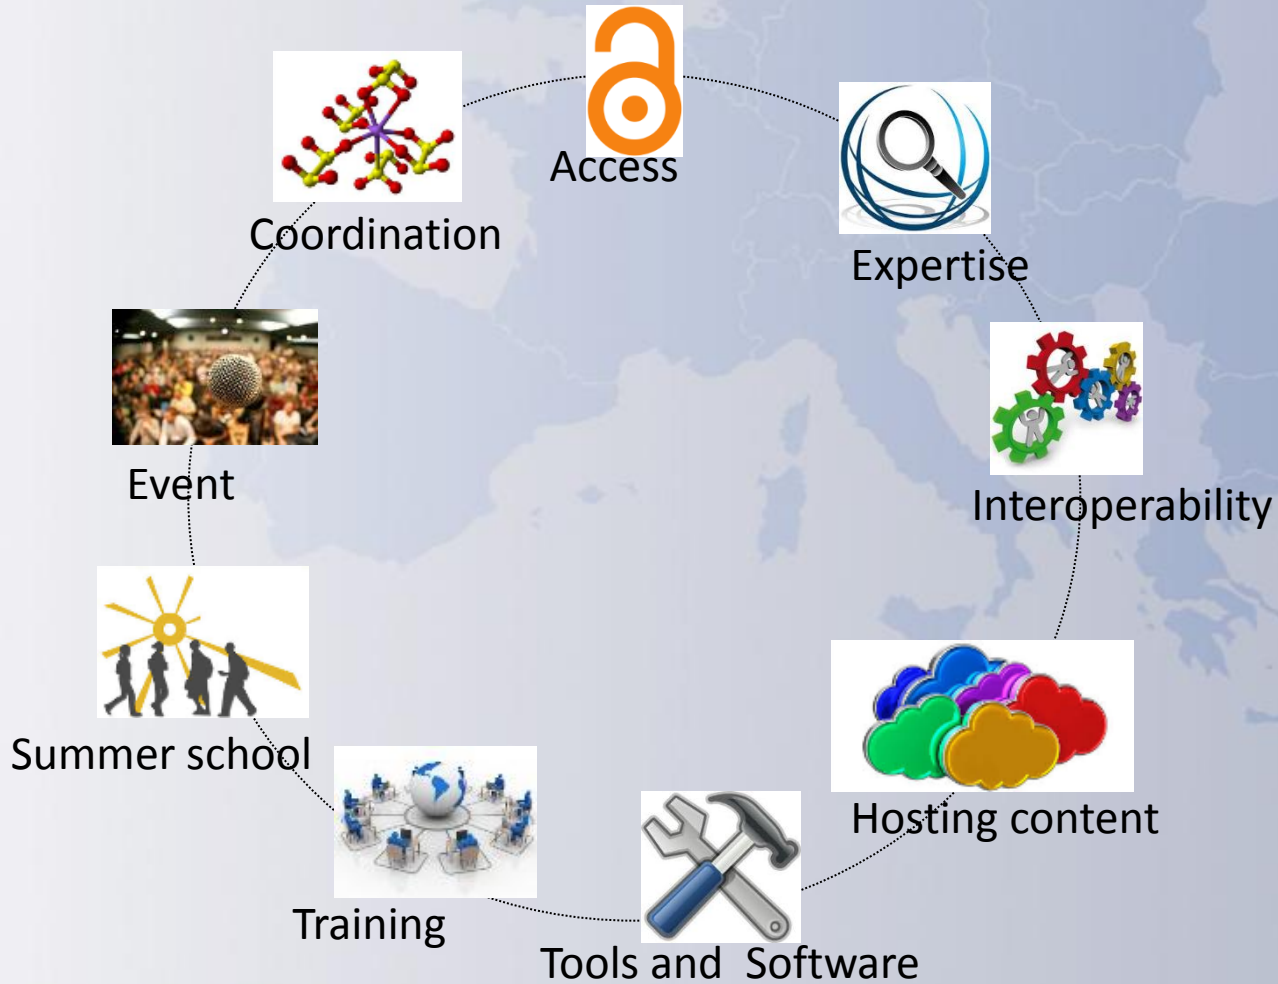 Access
Coordination
Expertise
Event
Interoperability
Summer school
Hosting content
Training
Tools and  Software